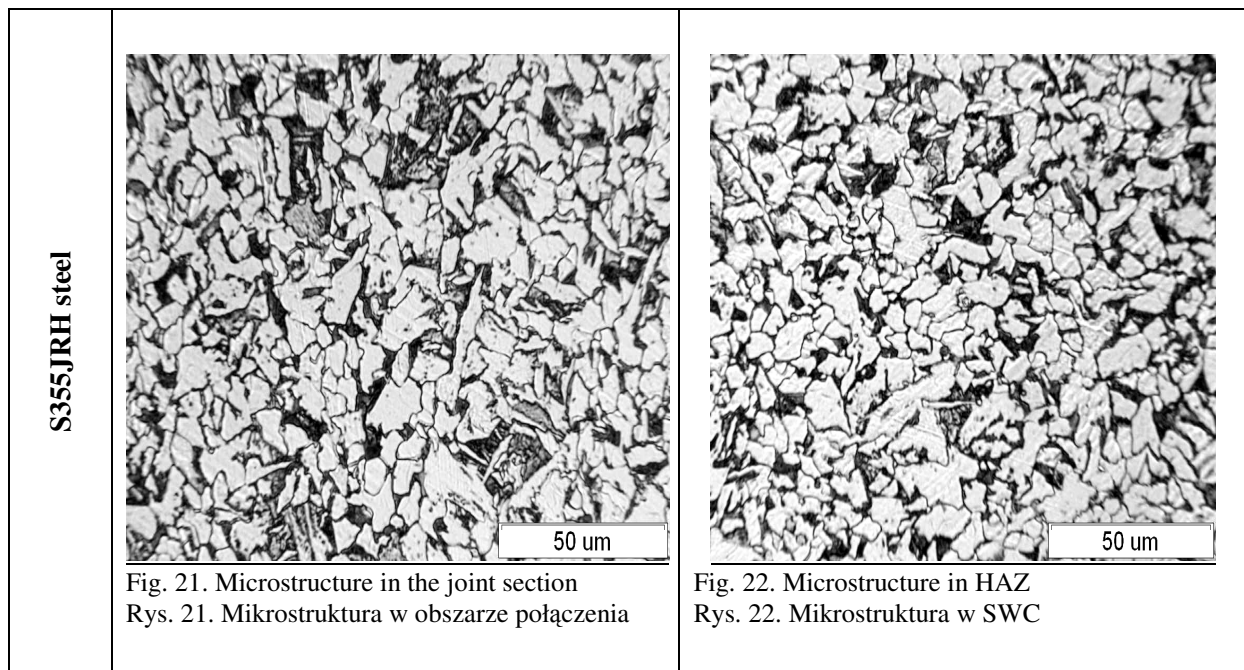 S355JRH steel
50 um
50 um
Fig. 21. Microstructure in the joint section
Rys. 21. Mikrostruktura w obszarze połączenia
Fig. 22. Microstructure in HAZ
Rys. 22. Mikrostruktura w SWC